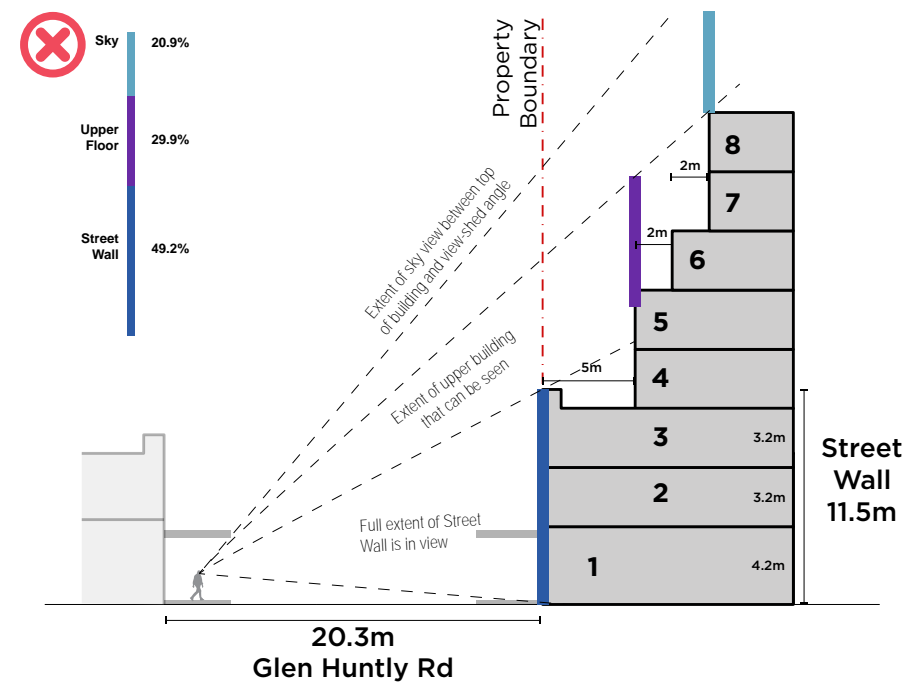 Sky 20.9%
Upper
Floor
29.9%
Street
Wall
49.2%
Property
Boundary
Extent of sky view between top
of building and view-shed angle
Extent of upper building
that can be seen
Full extent of Street
Wall is in view
8
2m
7
2m
6
5
5m
4
3 3.2m
2 3.2m
1 4.2m
Street
Wall
11.5m
20.3m
Glen Huntly Rd